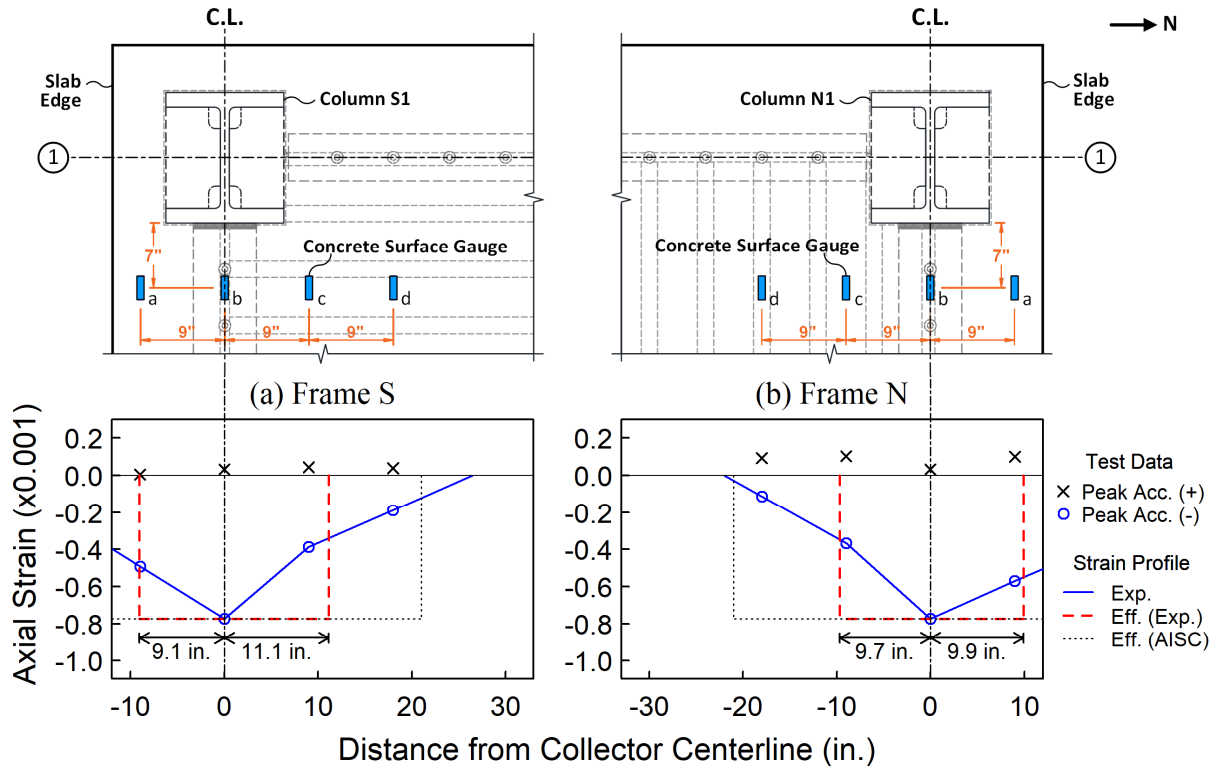 C.L.
C.L.
N
Slab
Edge
Column S1
Column N1
Slab
Edge
1
1
Concrete Surface Gauge
Concrete Surface Gauge
7"
7"
a
b
c
d
d
c
b
a
9"
9"
9"
9"
9"
9"
(a) Frame S
(b) Frame N
Axial Strain (x0.001)
0.2
0.0
-0.2
-0.4
-0.6
-0.8
-1.0
0.2
0.0
-0.2
-0.4
-0.6
-0.8
-1.0
9.1 in.
11.1 in.
9.7 in.
9.9 in.
Test Data
Peak Acc. (+)
Peak Acc. (-)
Strain Profile
Exp.
Eff. (Exp.)
Eff. (AISC)
-10
0
10
20
30
-30
-20
-10
0
10
Distance from Collector Centerline (in.)